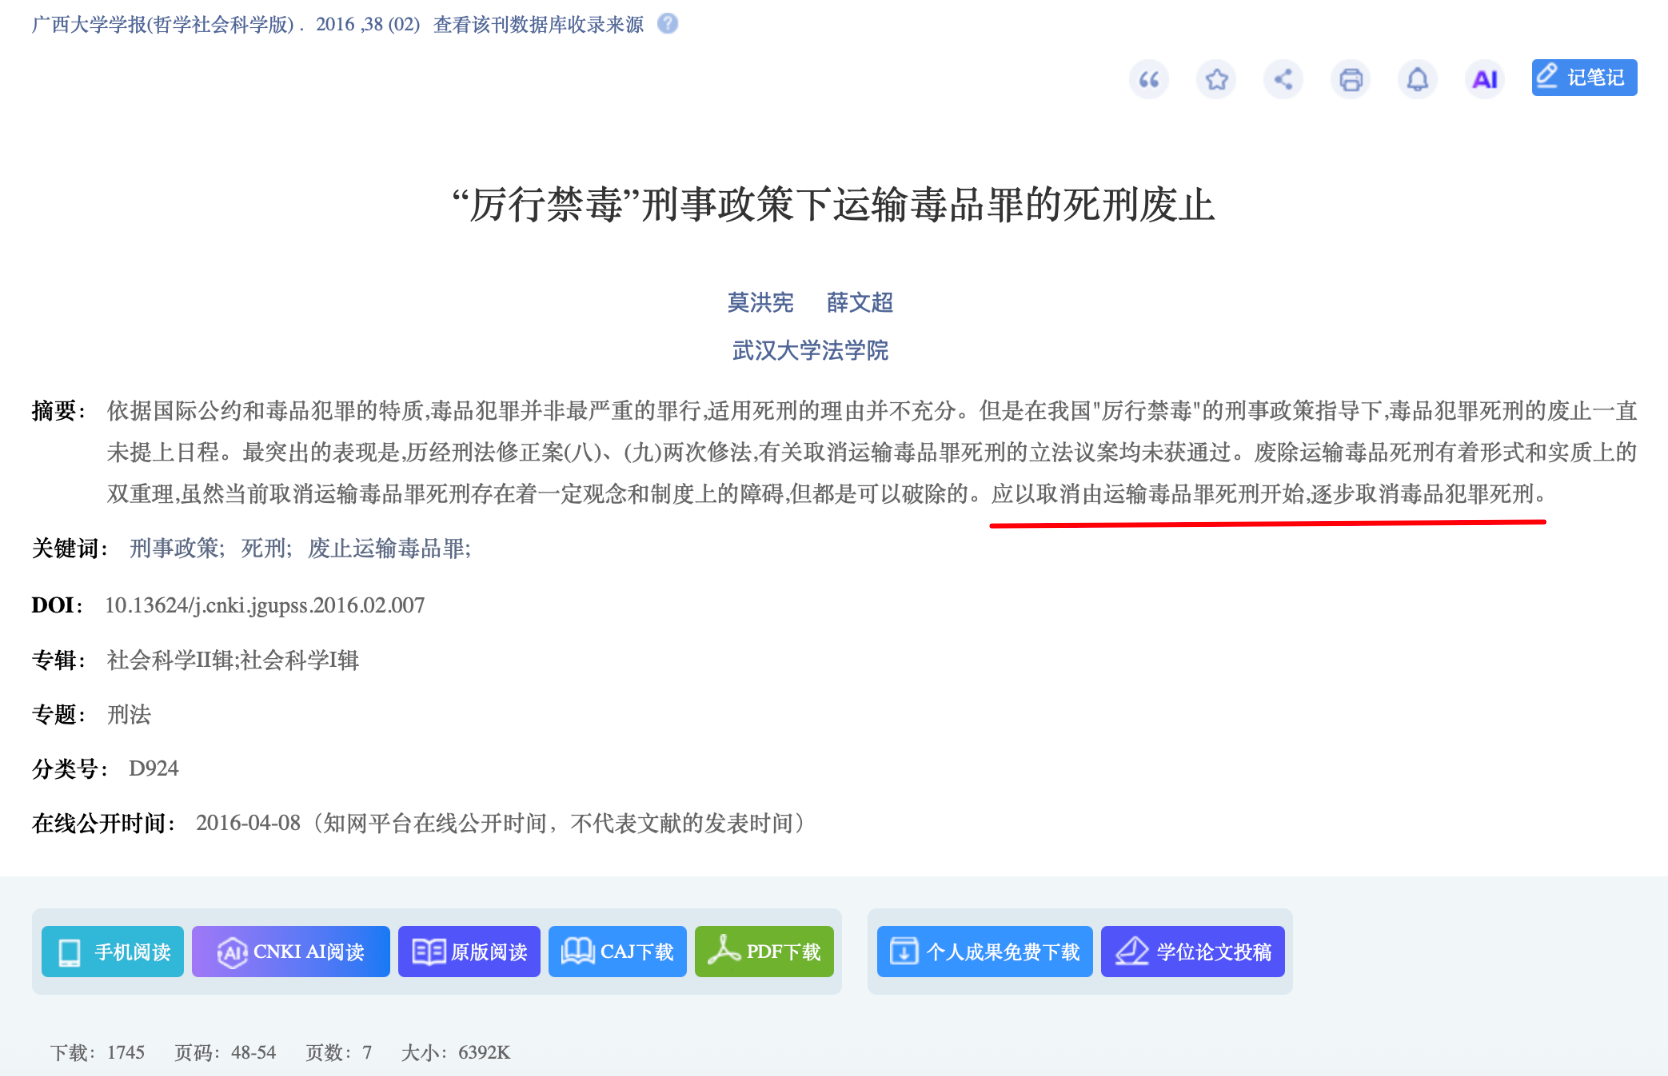 广西大学学报(哲学社会科学版) . 2016 ,38 (02) 查看该刊数据库收录来源 ?
AI 记笔记
“厉行禁毒”刑事政策下运输毒品罪的死刑废止
莫洪宪 薛文超
武汉大学法学院
摘要： 依据国际公约和毒品犯罪的特质,毒品犯罪并非最严重的罪行,适用死刑的理由并不充分。但是在我国"厉行禁毒"的刑事政策指导下,毒品犯罪死刑的废止一直
未提上日程。最突出的表现是,历经刑法修正案(八)、(九)两次修法,有关取消运输毒品罪死刑的立法议案均未获通过。废除运输毒品死刑有着形式和实质上的
双重理,虽然当前取消运输毒品罪死刑存在着一定观念和制度上的障碍,但都是可以破除的。应以取消由运输毒品罪死刑开始,逐步取消毒品犯罪死刑。
关键词： 刑事政策; 死刑; 废止运输毒品罪;
DOI： 10.13624/j.cnki.jgupss.2016.02.007
专辑： 社会科学II辑;社会科学I辑
专题： 刑法
分类号： D924
在线公开时间： 2016-04-08（知网平台在线公开时间，不代表文献的发表时间）
手机阅读 AI CNKI AI阅读 原版阅读 CAJ下载 PDF下载 个人成果免费下载 学位论文投稿
下载：1745 页码：48-54 页数：7 大小：6392K